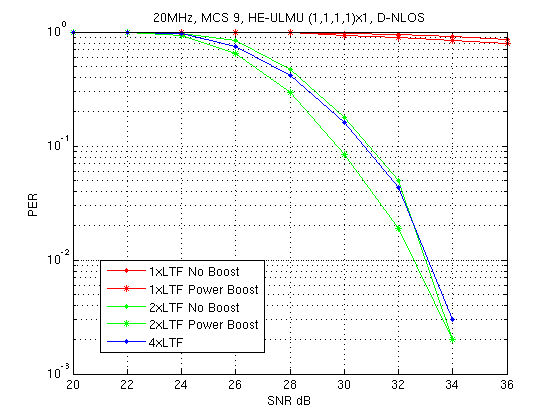 20MHz, MCS 9, HE-ULMU (1,1,1,1)x1, D-NLOS
10^0
10^-1
10^-2
10^-3
PER
1xLTF No Boost
1xLTF Power Boost
2xLTF No Boost
2xLTF Power Boost
4xLTF
20 22 24 26 28 30 32 34 36
SNR dB